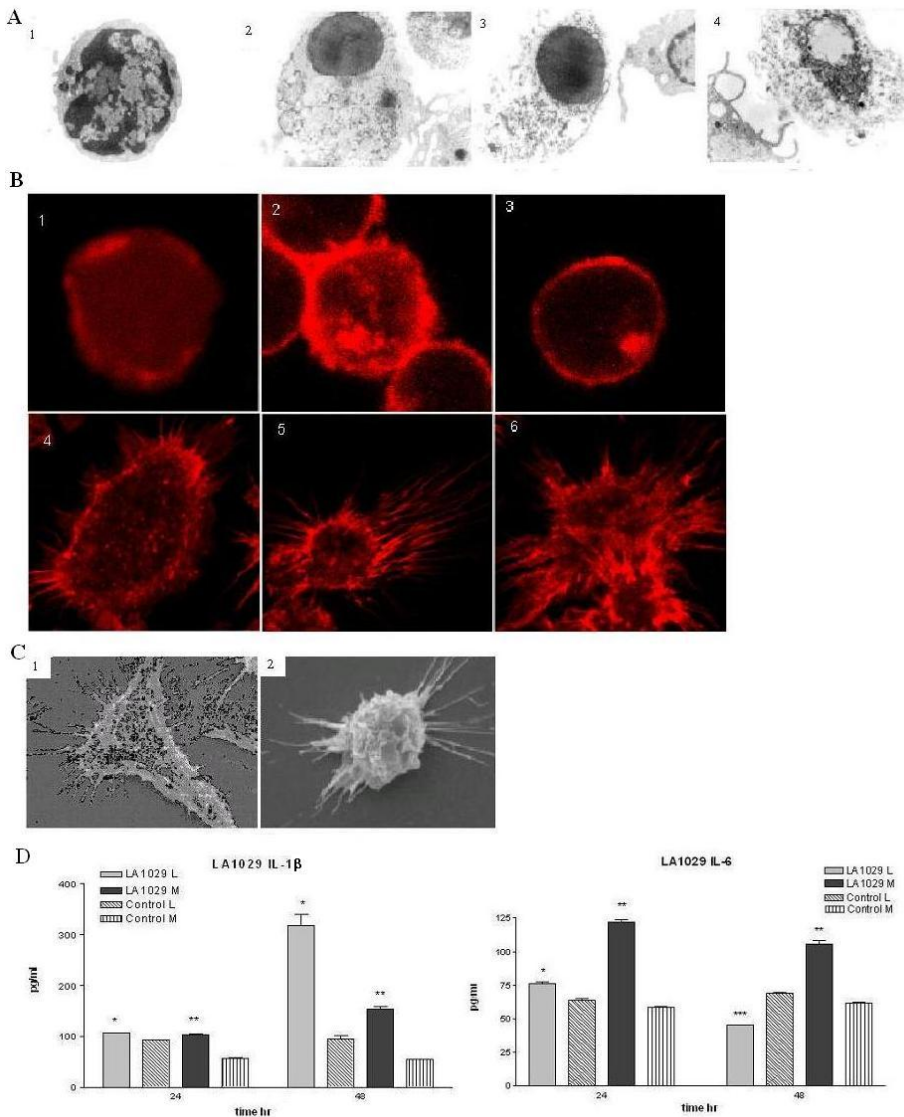 A
1
2
3
4
B
1
2
3
4
5
6
C
1
2
D
LA1029 IL-1β
LA1029 L
LA1029 M
Control L
Control M
400
300
200
100
0
pg/ml
*
**
*
**
24
48
time hr
LA1029 IL-6
LA1029 L
LA1029 M
Control L
Control M
125
100
75
50
25
0
pg/ml
*
**
***
**
24
48
time hr